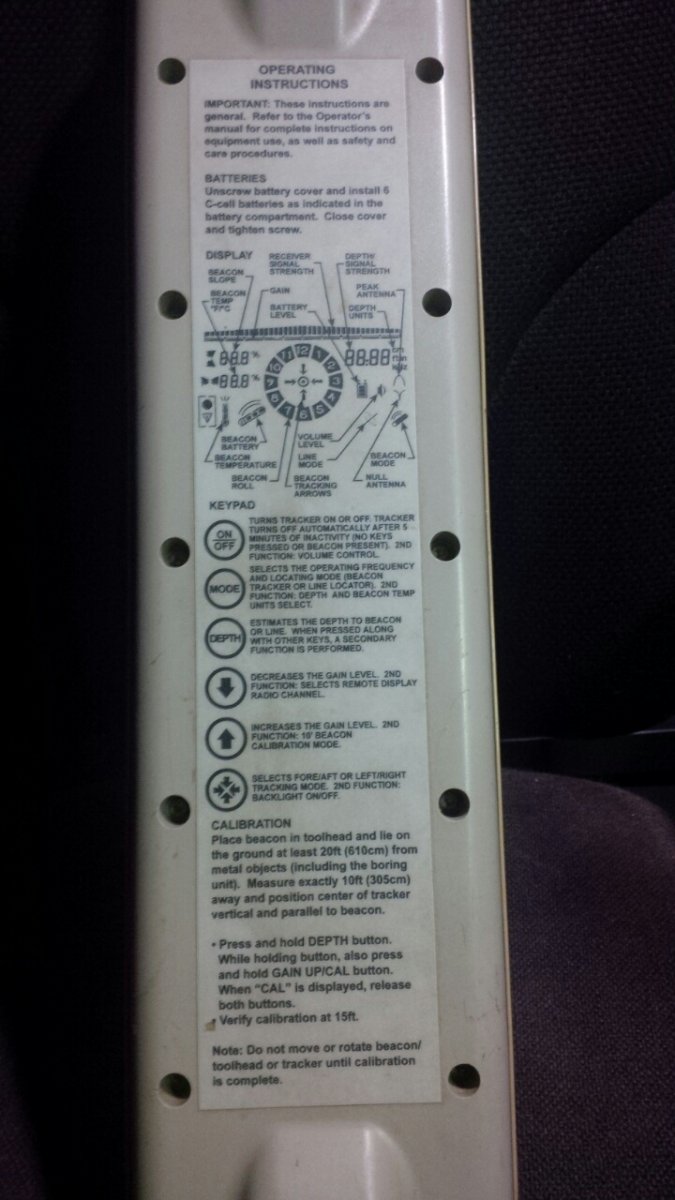 OPERATING
INSTRUCTIONS
IMPORTANT: These instructions are
general. Refer to the Operator's
manual for complete instructions on
equipment use, as well as safety and
care procedures.
BATTERIES
Unscrew battery cover and install 6
C-cell batteries as indicated in the
battery compartment. Close cover
and tighten screw.
DISPLAY
BEACON
SLOPE
RECEIVER
SIGNAL
STRENGTH
DEPTH/
SIGNAL
STRENGTH
BEACON
TEMP
°F/°C
GAIN
BATTERY
LEVEL
PEAK
ANTENNA
DEPTH
UNITS
BEACON
BATTERY
BEACON
TEMPERATURE
BEACON
ROLL
BEACON
TRACKING
ARROWS
VOLUME
LEVEL
LINE
MODE
BEACON
MODE
NULL
ANTENNA
KEYPAD
ON
OFF
TURNS TRACKER ON OR OFF. TRACKER
TURNS OFF AUTOMATICALLY AFTER 5
MINUTES OF INACTIVITY (NO KEYS
PRESSED OR BEACON PRESENT). 2ND
FUNCTION: VOLUME CONTROL.
MODE
SELECTS THE OPERATING FREQUENCY
AND LOCATING MODE (BEACON
TRACKER OR LINE LOCATOR). 2ND
FUNCTION: DEPTH AND BEACON TEMP
UNITS SELECT.
DEPTH
ESTIMATES THE DEPTH TO BEACON
OR LINE. WHEN PRESSED ALONG
WITH OTHER KEYS, A SECONDARY
FUNCTION IS PERFORMED.
DECREASES THE GAIN LEVEL. 2ND
FUNCTION: SELECTS REMOTE DISPLAY
RADIO CHANNEL.
INCREASES THE GAIN LEVEL. 2ND
FUNCTION: 10' BEACON
CALIBRATION MODE.
SELECTS FORE/AFT OR LEFT/RIGHT
TRACKING MODE. 2ND FUNCTION:
BACKLIGHT ON/OFF.
CALIBRATION
Place beacon in toolhead and lie on
the ground at least 20ft (610cm) from
metal objects (including the boring
unit). Measure exactly 10ft (305cm)
away and position center of tracker
vertical and parallel to beacon.
• Press and hold DEPTH button.
While holding button, also press
and hold GAIN UP/CAL button.
When "CAL" is displayed, release
both buttons.
• Verify calibration at 15ft.
Note: Do not move or rotate beacon/
toolhead or tracker until calibration
is complete.